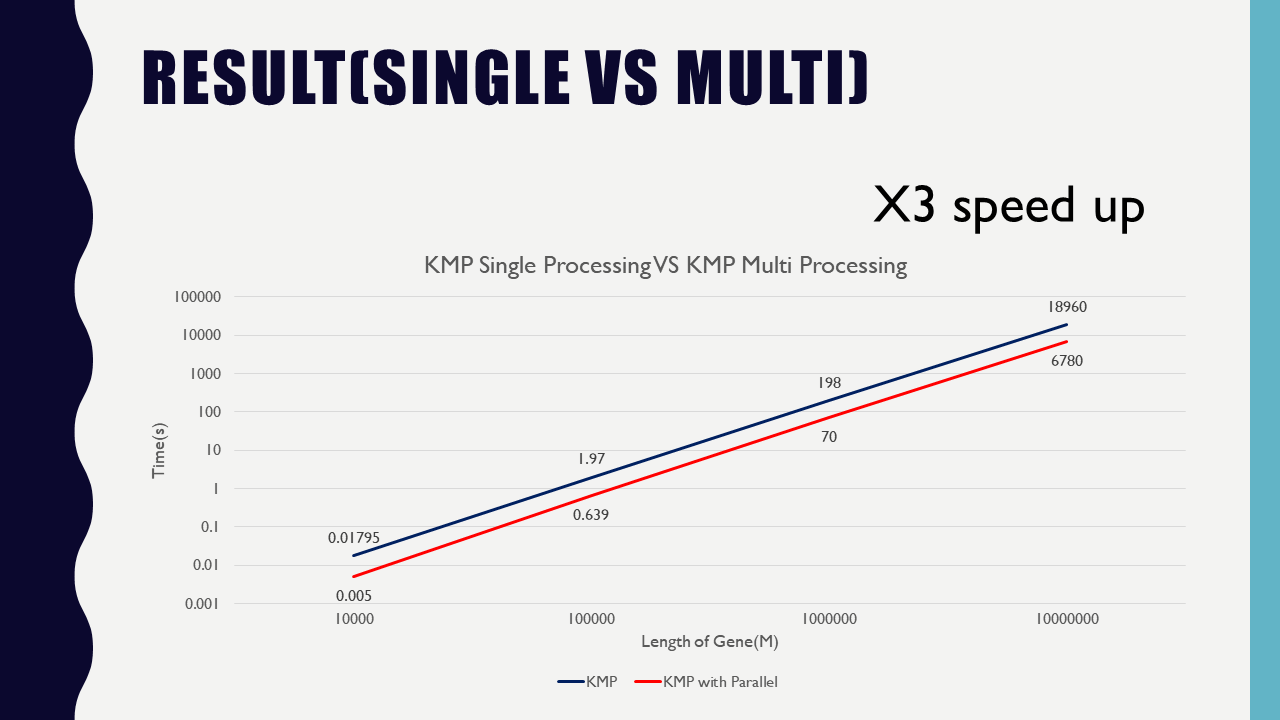 RESULT(SINGLE VS MULTI)
X3 speed up
KMP Single Processing VS KMP Multi Processing
100000
10000
1000
100
10
1
0.1
0.01
0.001
Time(s)
18960
6780
198
70
1.97
0.639
0.01795
0.005
10000 100000 1000000 10000000
Length of Gene(M)
KMP KMP with Parallel